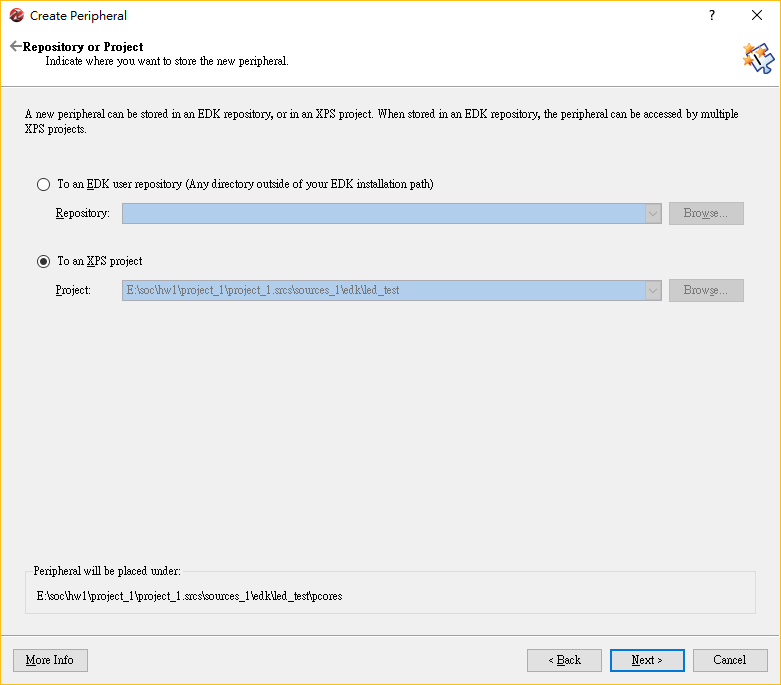 Create Peripheral
Repository or Project
Indicate where you want to store the new peripheral.
A new peripheral can be stored in an EDK repository, or in an XPS project. When stored in an EDK repository, the peripheral can be accessed by multiple
XPS projects.
To an EDK user repository (Any directory outside of your EDK installation path)
Repository:
Browse...
To an XPS project
Project:
E:\soc\hw1\project_1\project_1.srcs\sources_1\edk\led_test
Browse...
Peripheral will be placed under:
E:\soc\hw1\project_1\project_1.srcs\sources_1\edk\led_test\pcores
More Info
< Back
Next >
Cancel